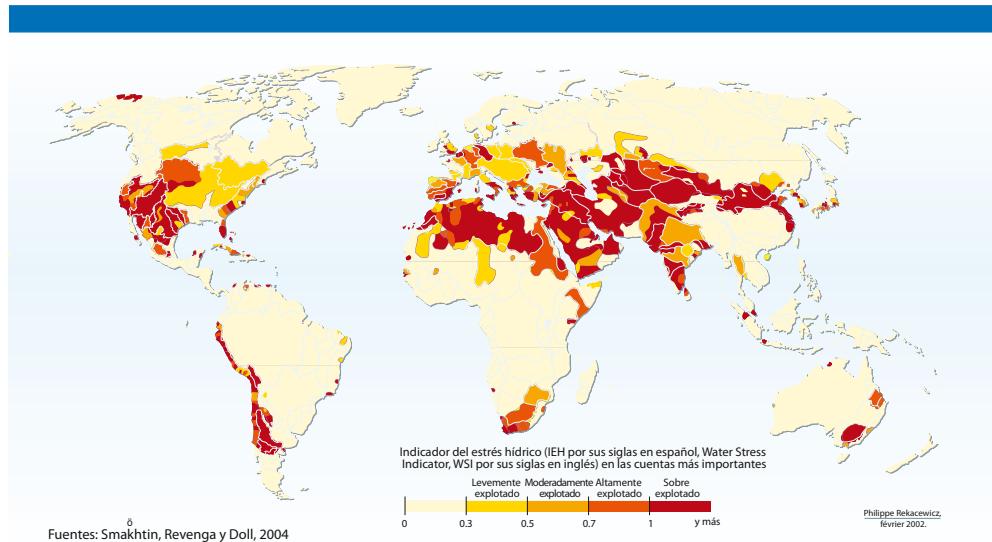 Indicador del estrés hídrico (IEH por sus siglas en español, Water Stress
Indicator, WSI por sus siglas en inglés) en las cuentas más importantes
Levemente explotado
Moderadamente explotado
Altamente explotado
Sobre explotado
0 0.3 0.5 0.7 1 y más
Philippe Rekacewicz,
février 2002.
ö
Fuentes: Smakhtin, Revenga y Doll, 2004